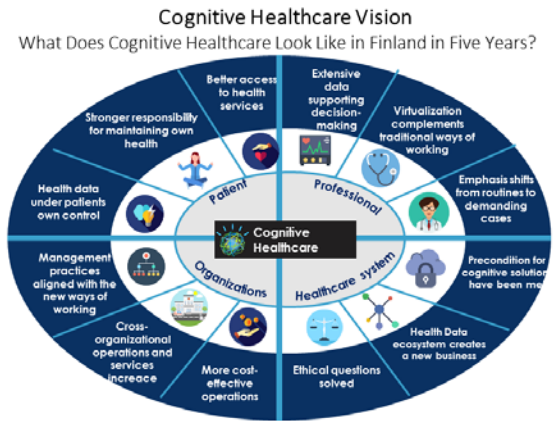 Cognitive Healthcare Vision
What Does Cognitive Healthcare Look Like in Finland in Five Years?
Better access
to health
services
Extensive
data
supporting
decision-
making
Stronger responsibility
for maintaining own
health
Virtualization
complements
traditional ways of
working
Health data
under patients
own control
Emphasis shifts
from routines to
demanding
cases
Patient
Professional
Cognitive
Healthcare
Organizations
Healthcare system
Management
practices
aligned with the
new ways of
working
Precondition for
cognitive solution
have been me
Cross-
organizational
operations and
services
increase
Health Data
ecosystem creates
a new business
More cost-
effective
operations
Ethical questions
solved